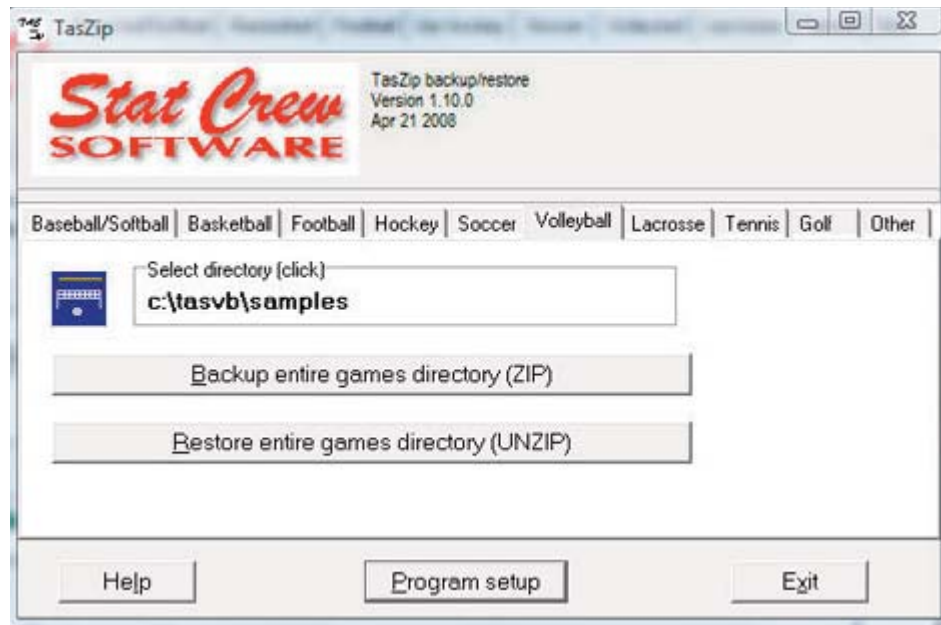 TasZip
Stat Crew
SOFTWARE
TasZip backup/restore
Version 1.10.0
Apr 21 2008
Baseball/Softball Basketball Football Hockey Soccer Volleyball Lacrosse Tennis Golf Other
Select directory (click)
c:\tasvb\samples
Backup entire games directory (ZIP)
Restore entire games directory (UNZIP)
Help Program setup Exit